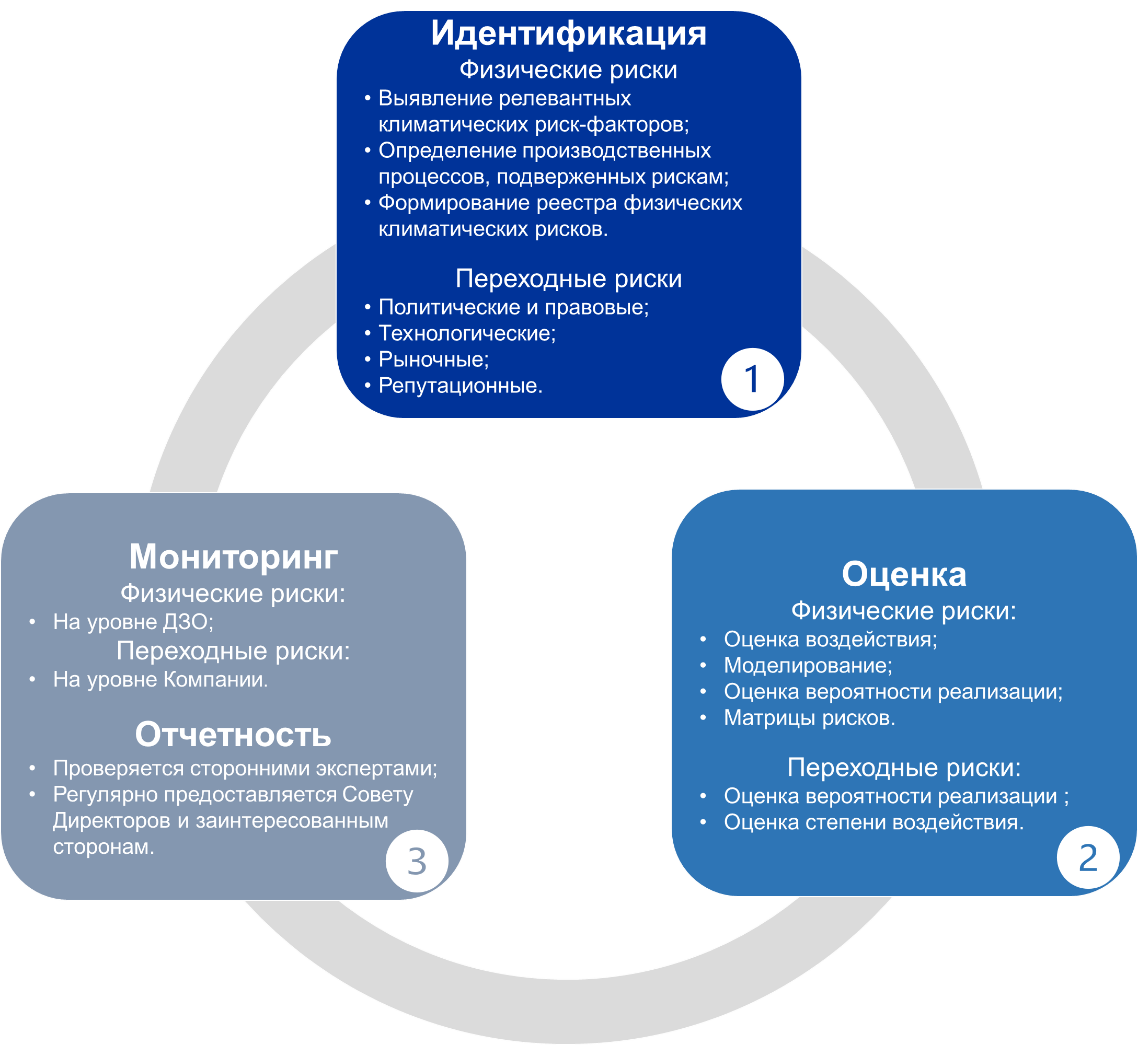 Идентификация
Физические риски
• Выявление релевантных
климатических риск-факторов;
• Определение производственных
процессов, подверженных рискам;
• Формирование реестра физических
климатических рисков.
Переходные риски
• Политические и правовые;
• Технологические;
• Рыночные;
• Репутационные.
1
Оценка
Физические риски:
• Оценка воздействия;
• Моделирование;
• Оценка вероятности реализации;
• Матрицы рисков.
Переходные риски:
• Оценка вероятности реализации ;
• Оценка степени воздействия.
2
Мониторинг
Физические риски:
• На уровне ДЗО;
Переходные риски:
• На уровне Компании.
Отчетность
• Проверяется сторонними экспертами;
• Регулярно предоставляется Совету
Директоров и заинтересованным
сторонам.
3